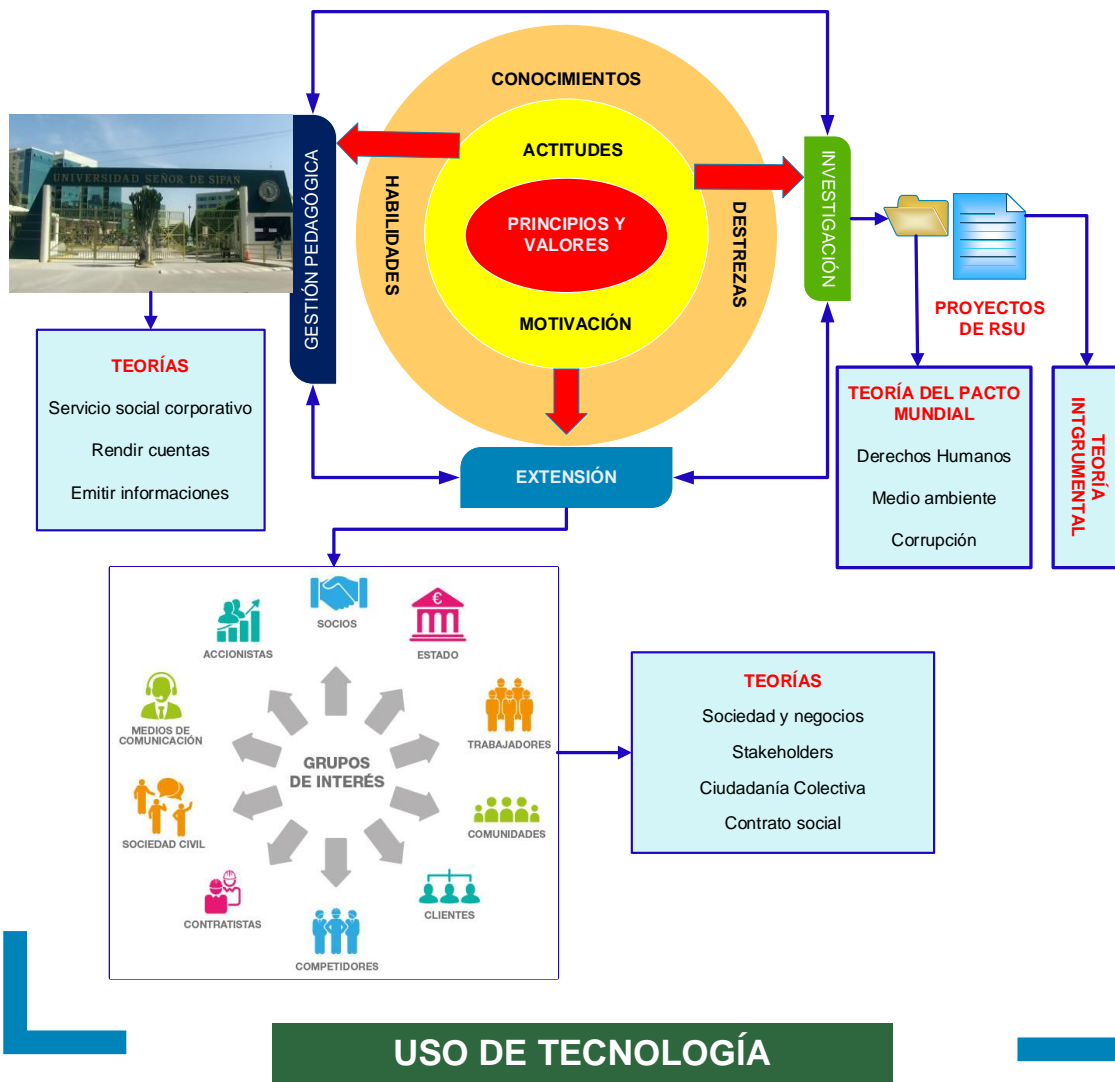 CONOCIMIENTOS
ACTITUDES
HABILIDADES
DESTREZAS
PRINCIPIOS Y
VALORES
MOTIVACIÓN
UNIVERSIDAD SEÑOR DE SIPAN
GESTIÓN PEDAGÓGICA
INVESTIGACIÓN
PROYECTOS
DE RSU
TEORÍAS
Servicio social corporativo
Rendir cuentas
Emitir informaciones
EXTENSIÓN
TEORÍA DEL PACTO
MUNDIAL
Derechos Humanos
Medio ambiente
Corrupción
TEORÍA
INTGRUMENTAL
SOCIOS
€
ESTADO
ACCIONISTAS
MEDIOS DE
COMUNICACIÓN
TRABAJADORES
GRUPOS
DE INTERÉS
SOCIEDAD CIVIL
COMUNIDADES
CONTRATISTAS
CLIENTES
COMPETIDORES
TEORÍAS
Sociedad y negocios
Stakeholders
Ciudadanía Colectiva
Contrato social
USO DE TECNOLOGÍA